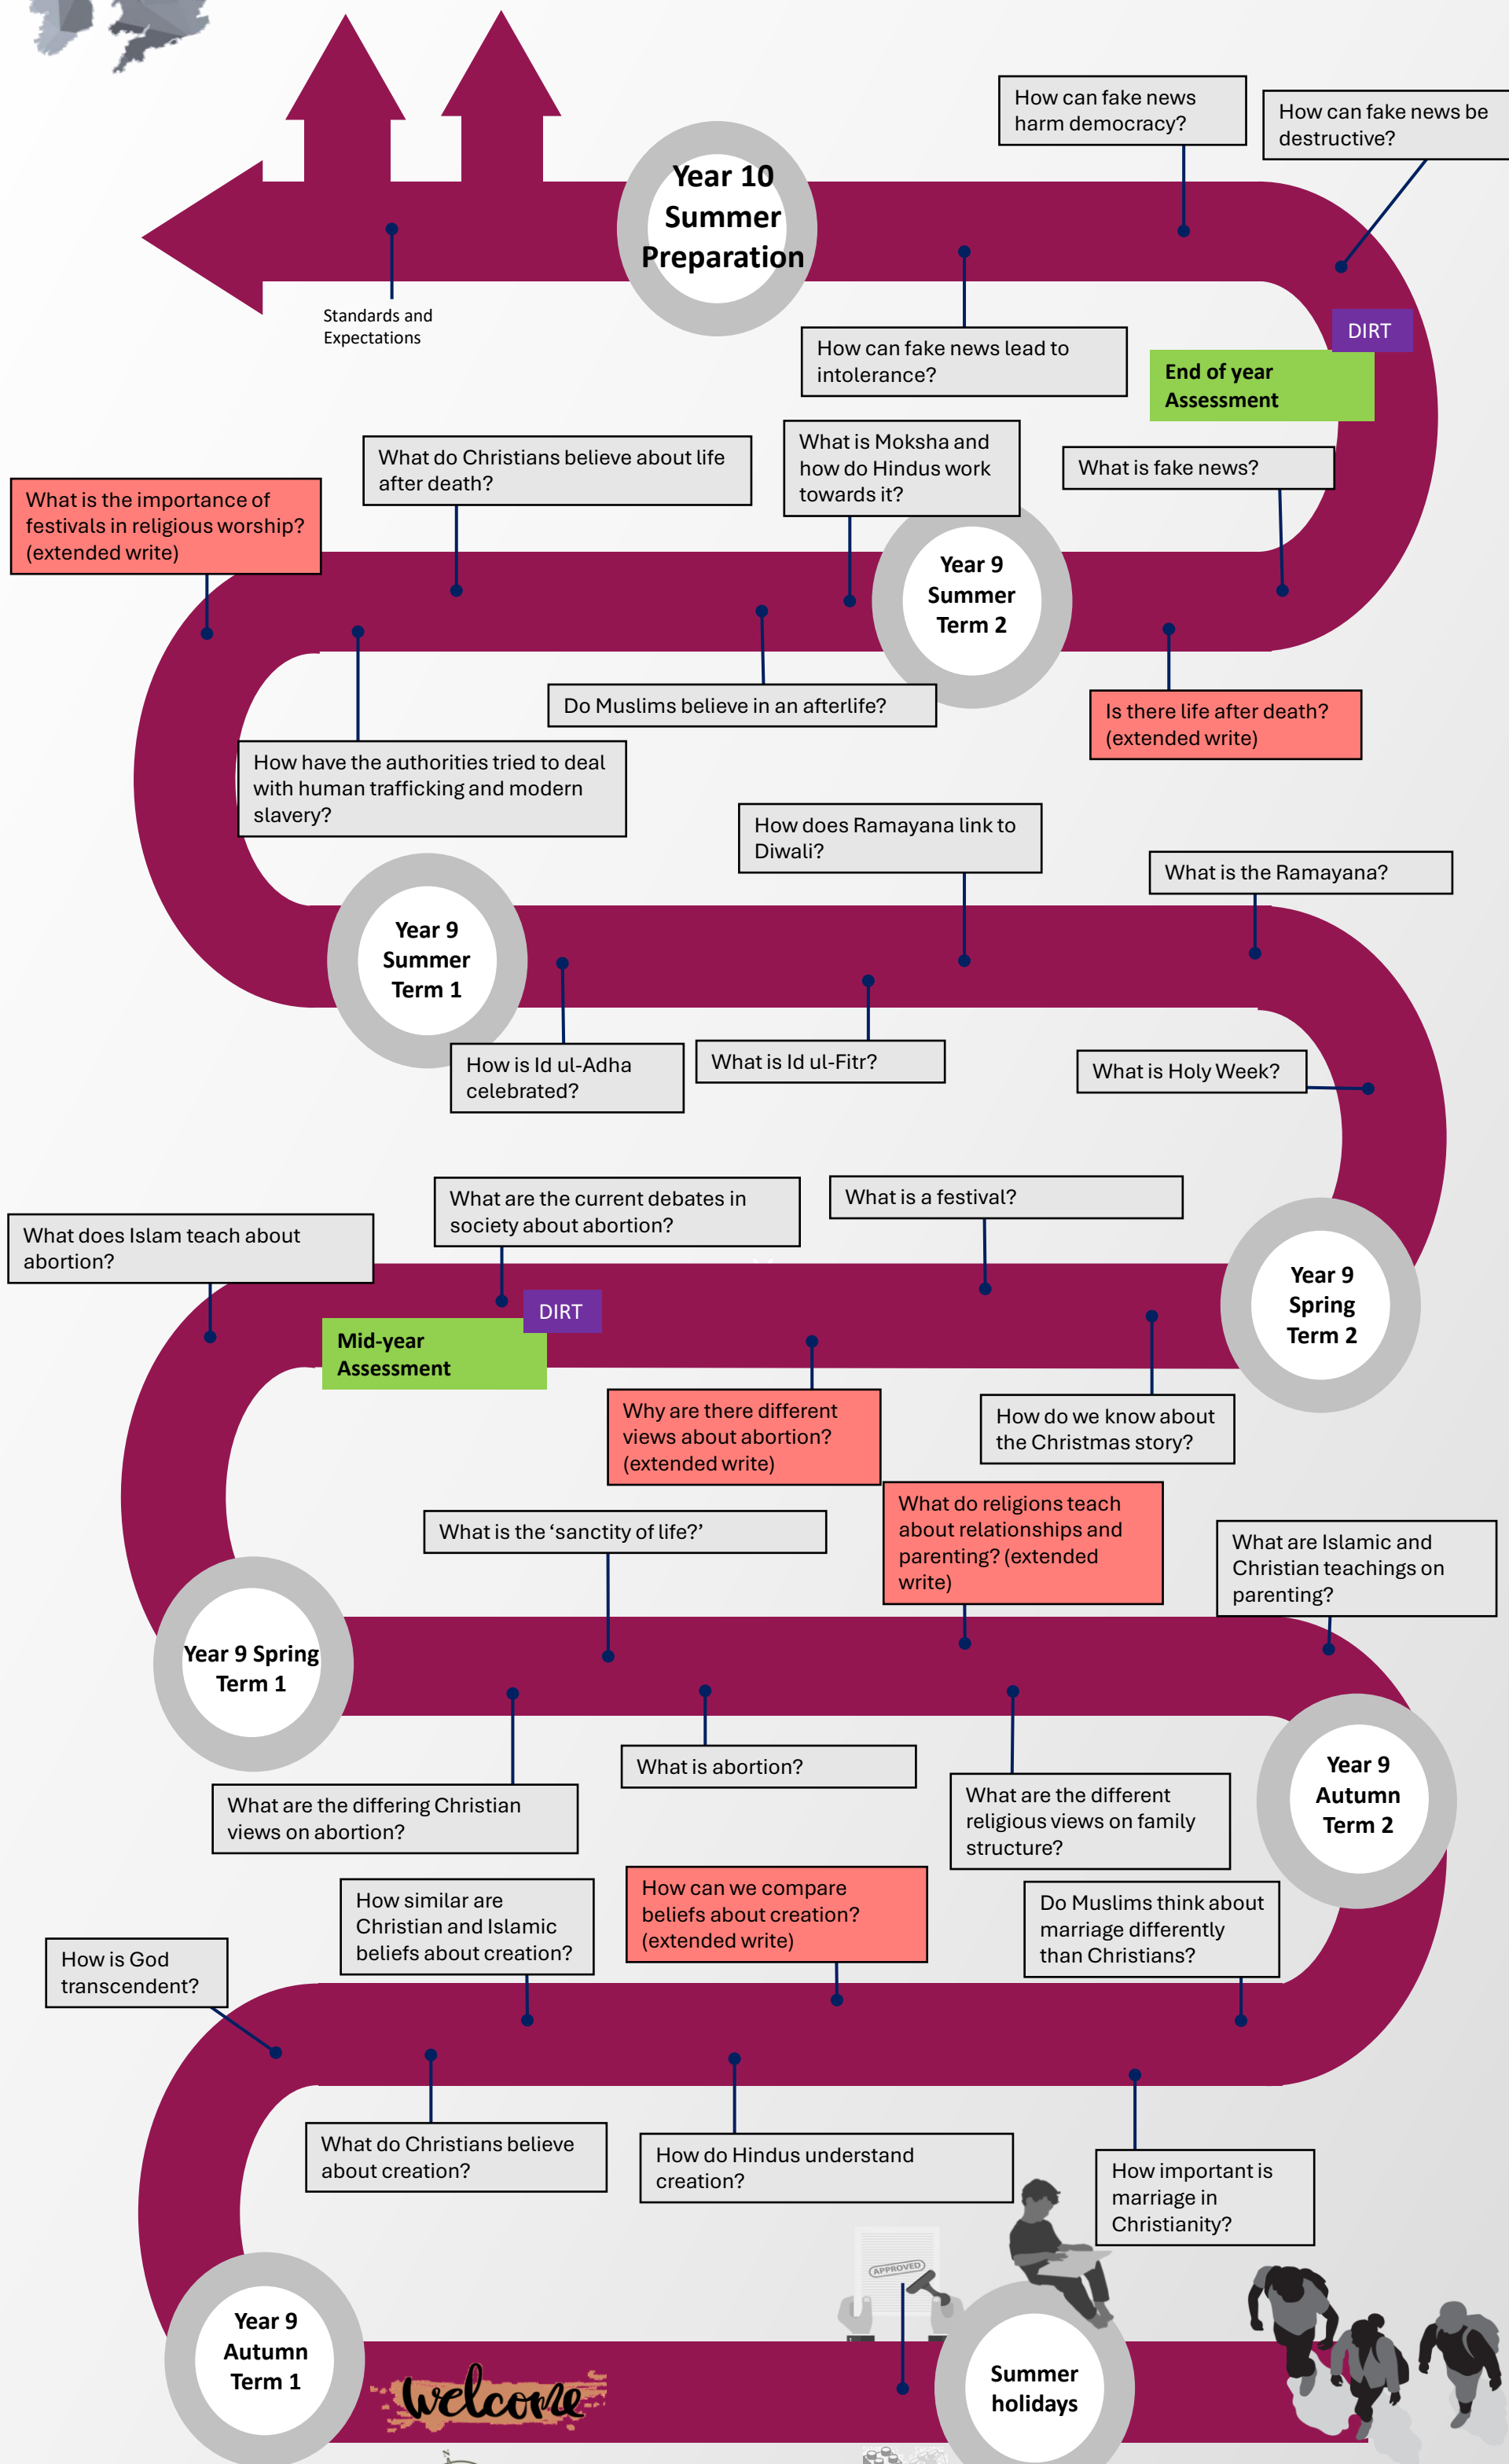 How can fake news
harm democracy?
How can fake news be
destructive?
Year 10
Summer
Preparation
Standards and
Expectations
How can fake news lead to
intolerance?
DIRT
End of year
Assessment
What is the importance of
festivals in religious worship?
(extended write)
What do Christians believe about life
after death?
What is Moksha and
how do Hindus work
towards it?
What is fake news?
Year 9
Summer
Term 2
Do Muslims believe in an afterlife?
Is there life after death?
(extended write)
How have the authorities tried to deal
with human trafficking and modern
slavery?
How does Ramayana link to
Diwali?
What is the Ramayana?
Year 9
Summer
Term 1
How is Id ul-Adha
celebrated?
What is Id ul-Fitr?
What is Holy Week?
What does Islam teach about
abortion?
What are the current debates in
society about abortion?
What is a festival?
DIRT
Mid-year
Assessment
Year 9
Spring
Term 2
Why are there different
views about abortion?
(extended write)
How do we know about
the Christmas story?
What is the ‘sanctity of life?’
What do religions teach
about relationships and
parenting? (extended
write)
What are Islamic and
Christian teachings on
parenting?
Year 9 Spring
Term 1
What are the differing Christian
views on abortion?
What is abortion?
What are the different
religious views on family
structure?
Year 9
Autumn
Term 2
How is God
transcendent?
How similar are
Christian and Islamic
beliefs about creation?
How can we compare
beliefs about creation?
(extended write)
Do Muslims think about
marriage differently
than Christians?
What do Christians believe
about creation?
How do Hindus understand
creation?
How important is
marriage in
Christianity?
APPROVED
Year 9
Autumn
Term 1
welcome
Summer
holidays
N